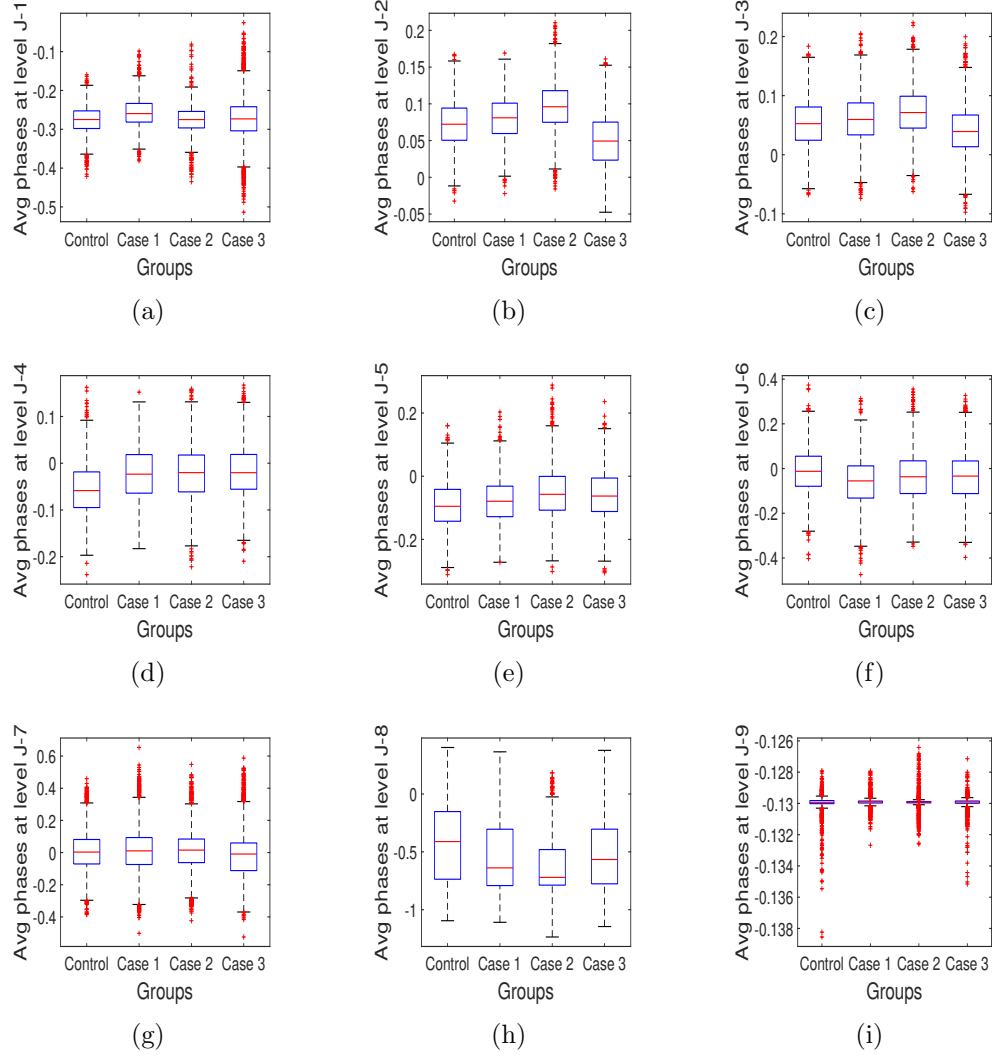 Avg phases at level J-1
-0.1
-0.2
-0.3
-0.4
-0.5
Control Case 1 Case 2 Case 3
Groups
(a)
Avg phases at level J-2
0.2
0.15
0.1
0.05
0
-0.05
Control Case 1 Case 2 Case 3
Groups
(b)
Avg phases at level J-3
0.2
0.1
0
-0.1
Control Case 1 Case 2 Case 3
Groups
(c)
Avg phases at level J-4
0.1
0
-0.1
-0.2
Control Case 1 Case 2 Case 3
Groups
(d)
Avg phases at level J-5
0.2
0
-0.2
Control Case 1 Case 2 Case 3
Groups
(e)
Avg phases at level J-6
0.4
0.2
0
-0.2
-0.4
Control Case 1 Case 2 Case 3
Groups
(f)
Avg phases at level J-7
0.6
0.4
0.2
0
-0.2
-0.4
Control Case 1 Case 2 Case 3
Groups
(g)
Avg phases at level J-8
0
-0.5
-1
Control Case 1 Case 2 Case 3
Groups
(h)
Avg phases at level J-9
-0.126
-0.128
-0.13
-0.132
-0.134
-0.136
-0.138
Control Case 1 Case 2 Case 3
Groups
(i)